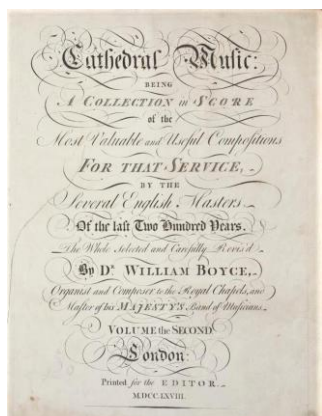 Cathedral Music:
BEING
A COLLECTION in SCORE
of the
Most Valuable and Useful Compositions
FOR THAT SERVICE,
BY THE
Several English Masters
Of the last Two Hundred Years.
The Whole Selected and Carefully Revis'd
By Dr. WILLIAM BOYCE,
Organist and Composer to the Royal Chapels, and
Master of his MAJESTY'S Band of Musicians.
VOLUME the SECOND
London:
Printed for the EDITOR.
M.DCC.LXVIII.